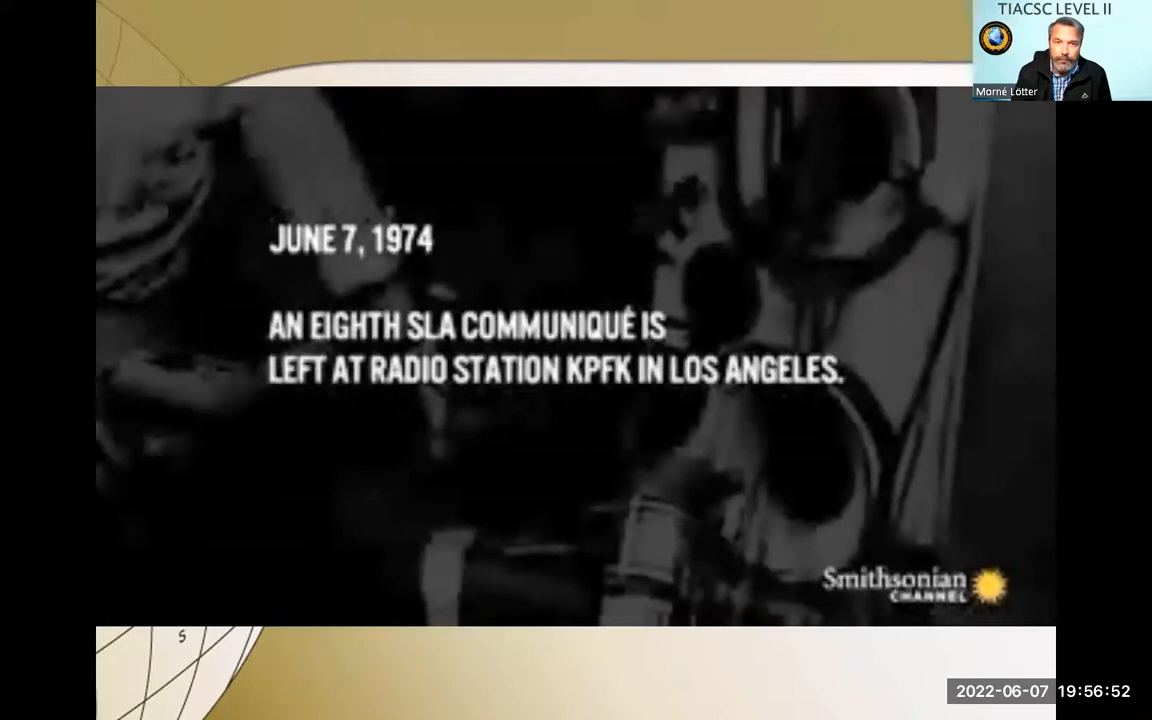 TIACSC LEVEL II
Morné Lötter
JUNE 7, 1974
AN EIGHTH SLA COMMUNIQUÉ IS
LEFT AT RADIO STATION KPFK IN LOS ANGELES.
Smithsonian
CHANNEL
5
2022-06-07 19:56:52